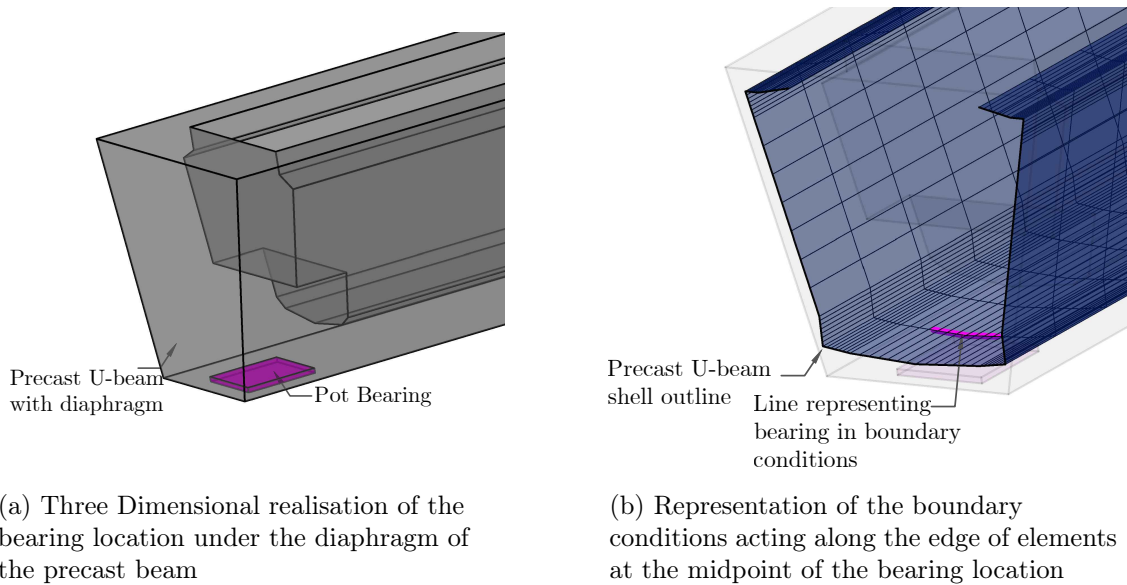 Precast U-beam
with diaphragm
Pot Bearing
Precast U-beam
shell outline
Line representing
bearing in boundary
conditions
(a) Three Dimensional realisation of the
bearing location under the diaphragm of
the precast beam
(b) Representation of the boundary
conditions acting along the edge of elements
at the midpoint of the bearing location